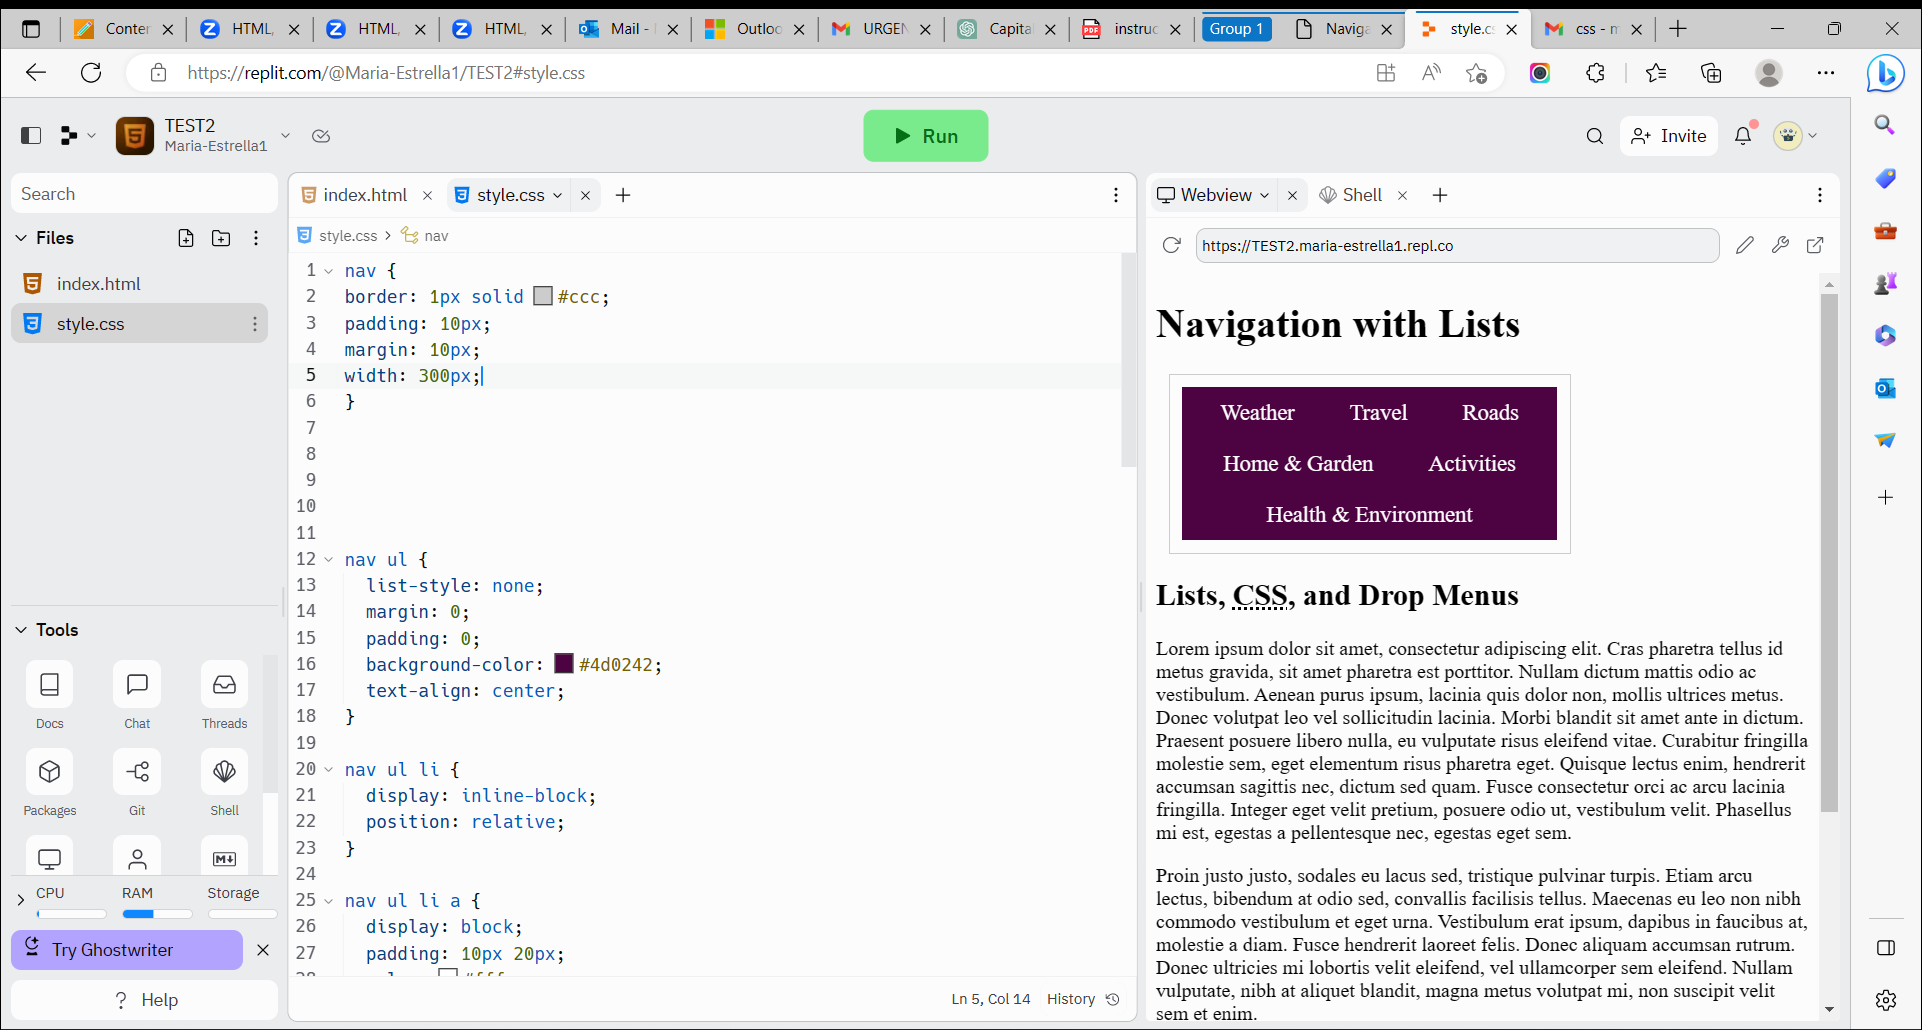 Conter
HTML,
HTML,
HTML,
Mail -
Outloo
URGEN
Capita
PDF
instruc
Group 1
Naviga
style.cs
css - m
https://replit.com/@Maria-Estrella1/TEST2#style.css
TEST2
Maria-Estrella1
Run
Invite
Search
Files
index.html
style.css
Tools
Docs
Chat
Threads
Packages
Git
Shell
CPU
RAM
Storage
Try Ghostwriter
? Help
index.html
style.css
style.css > nav
1 nav {
2 border: 1px solid #ccc;
3 padding: 10px;
4 margin: 10px;
5 width: 300px;
6 }
7
8
9
10
11
12 nav ul {
13 list-style: none;
14 margin: 0;
15 padding: 0;
16 background-color: #4d0242;
17 text-align: center;
18 }
19
20 nav ul li {
21 display: inline-block;
22 position: relative;
23 }
24
25 nav ul li a {
26 display: block;
27 padding: 10px 20px;
Ln 5, Col 14 History
Webview
Shell
https://TEST2.maria-estrella1.repl.co
Navigation with Lists
Weather Travel Roads
Home & Garden Activities
Health & Environment
Lists, CSS, and Drop Menus
Lorem ipsum dolor sit amet, consectetur adipiscing elit. Cras pharetra tellus id
metus gravida, sit amet pharetra est porttitor. Nullam dictum mattis odio ac
vestibulum. Aenean purus ipsum, lacinia quis dolor non, mollis ultrices metus.
Donec volutpat leo vel sollicitudin lacinia. Morbi blandit sit amet ante in dictum.
Praesent posuere libero nulla, eu vulputate risus eleifend vitae. Curabitur fringilla
molestie sem, eget elementum risus pharetra eget. Quisque lectus enim, hendrerit
accumsan sagittis nec, dictum sed quam. Fusce consectetur orci ac arcu lacinia
fringilla. Integer eget velit pretium, posuere odio ut, vestibulum velit. Phasellus
mi est, egestas a pellentesque nec, egestas eget sem.
Proin justo justo, sodales eu lacus sed, tristique pulvinar turpis. Etiam arcu
lectus, bibendum at odio sed, convallis facilisis tellus. Maecenas eu leo non nibh
commodo vestibulum et eget urna. Vestibulum erat ipsum, dapibus in faucibus at,
molestie a diam. Fusce hendrerit laoreet felis. Donec aliquam accumsan rutrum.
Donec ultricies mi lobortis velit eleifend, vel ullamcorper sem eleifend. Nullam
vulputate, nibh at aliquet blandit, magna metus volutpat mi, non suscipit velit
sem et enim.